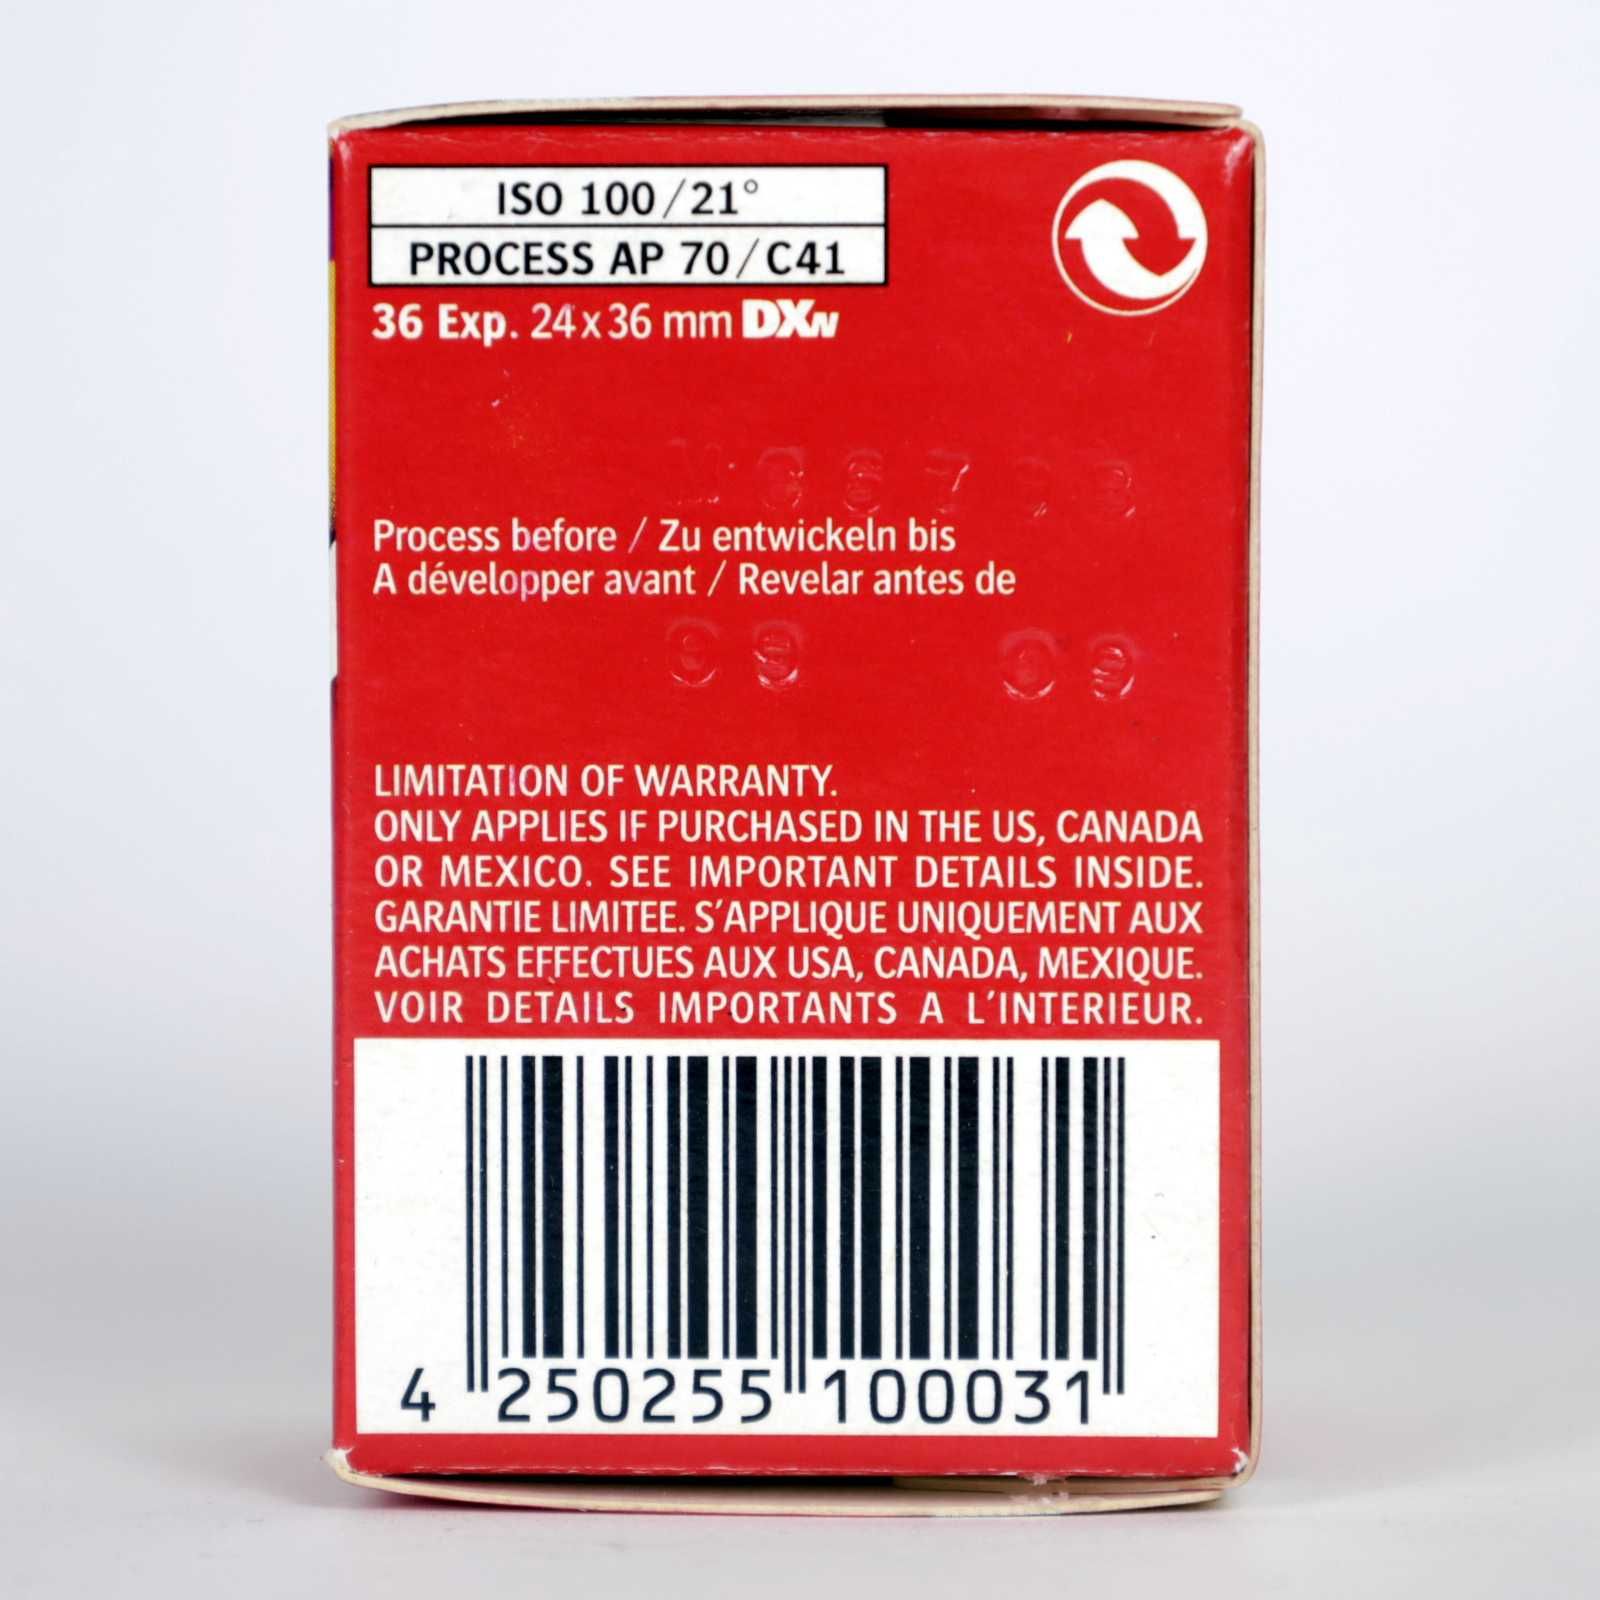 ISO 100/21°
PROCESS AP 70/C41
36 Exp. 24x36 mm DXN
Process before / Zu entwickeln bis
A développer avant / Revelar antes de
LIMITATION OF WARRANTY.
ONLY APPLIES IF PURCHASED IN THE US, CANADA
OR MEXICO. SEE IMPORTANT DETAILS INSIDE.
GARANTIE LIMITEE. S'APPLIQUE UNIQUEMENT AUX
ACHATS EFFECTUES AUX USA, CANADA, MEXIQUE.
VOIR DETAILS IMPORTANTS A L'INTERIEUR.
4 250255 100031